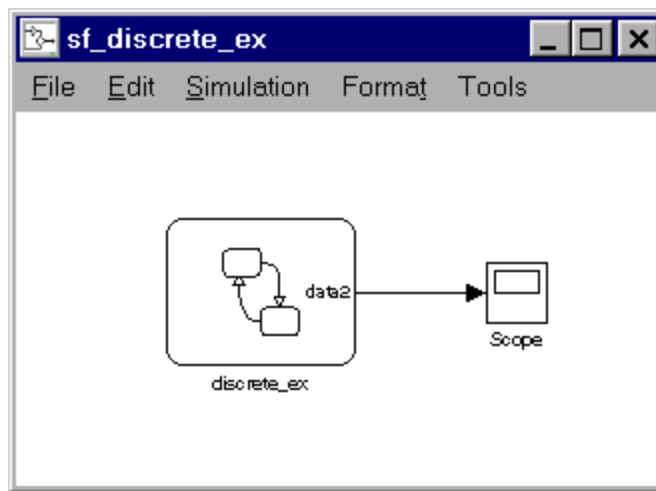 sf_discrete_ex
File Edit Simulation Format Tools
data2
Scope
discrete_ex